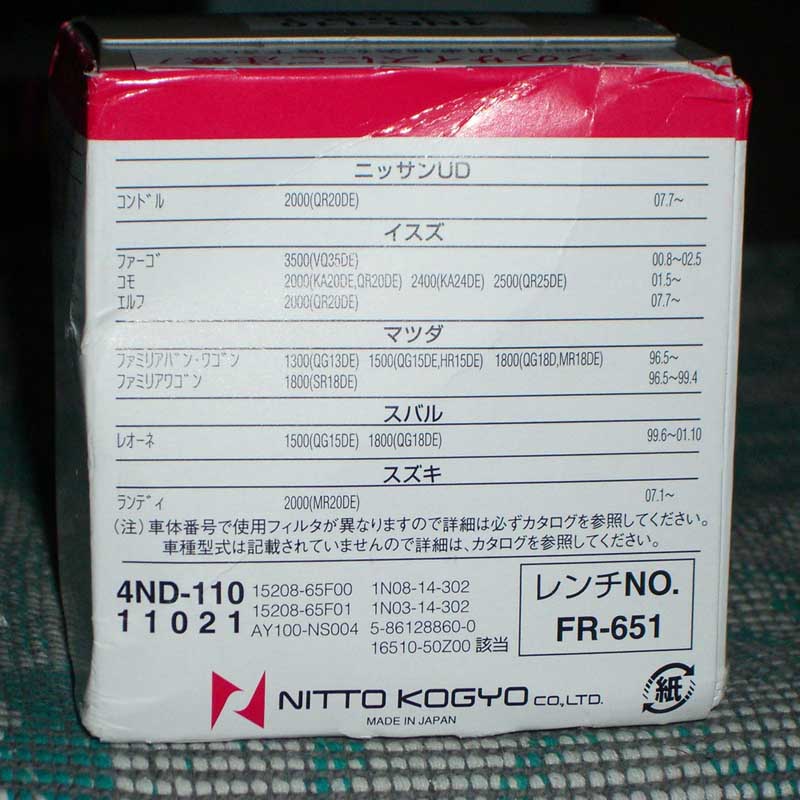 ンのサイズにご注意!
ニッサンUD
コンドル 2000(QR20DE) 07.7~
イスズ
ファーゴ 3500(VQ35DE) 00.8~02.5
コモ 2000(KA20DE,QR20DE) 2400(KA24DE) 2500(QR25DE) 01.5~
エルフ 2000(QR20DE) 07.7~
マツダ
ファミリアバン・ワゴン 1300(QG13DE) 1500(QG15DE,HR15DE) 1800(QG18D,MR18DE) 96.5~
ファミリアワゴン 1800(SR18DE) 96.5~99.4
スバル
レオーネ 1500(QG15DE) 1800(QG18DE) 99.6~01.10
スズキ
ランディ 2000(MR20DE) 07.1~
(注)車体番号で使用フィルタが異なりますので詳細は必ずカタログを参照してください。
車種型式は記載されていませんので詳細は、カタログを参照してください。
4ND-110 15208-65F00 1N08-14-302
11021 15208-65F01 1N03-14-302
AY100-NS004 5-86128860-0
16510-50Z00 該当
レンチNO.
FR-651
NITTO KOGYO CO.,LTD.
MADE IN JAPAN
紙